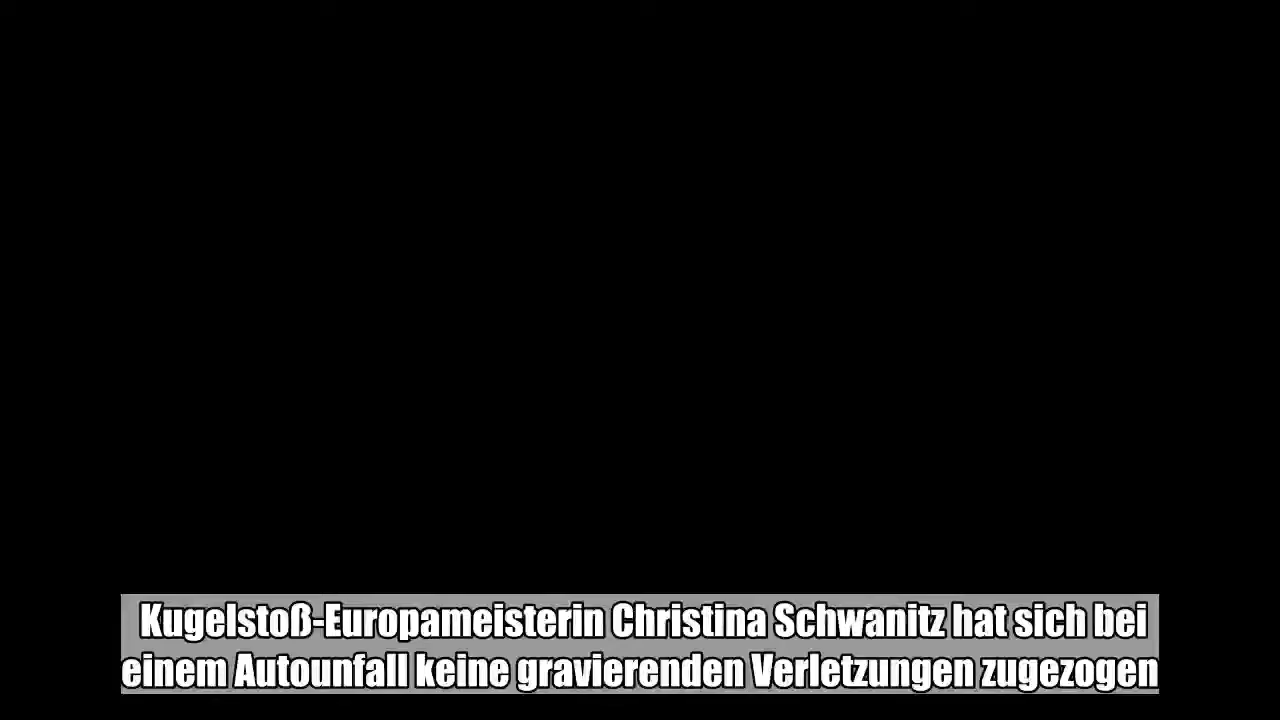 Kugelstoß-Europameisterin Christina Schwanitz hat sich bei
einem Autounfall keine gravierenden Verletzungen zugezogen